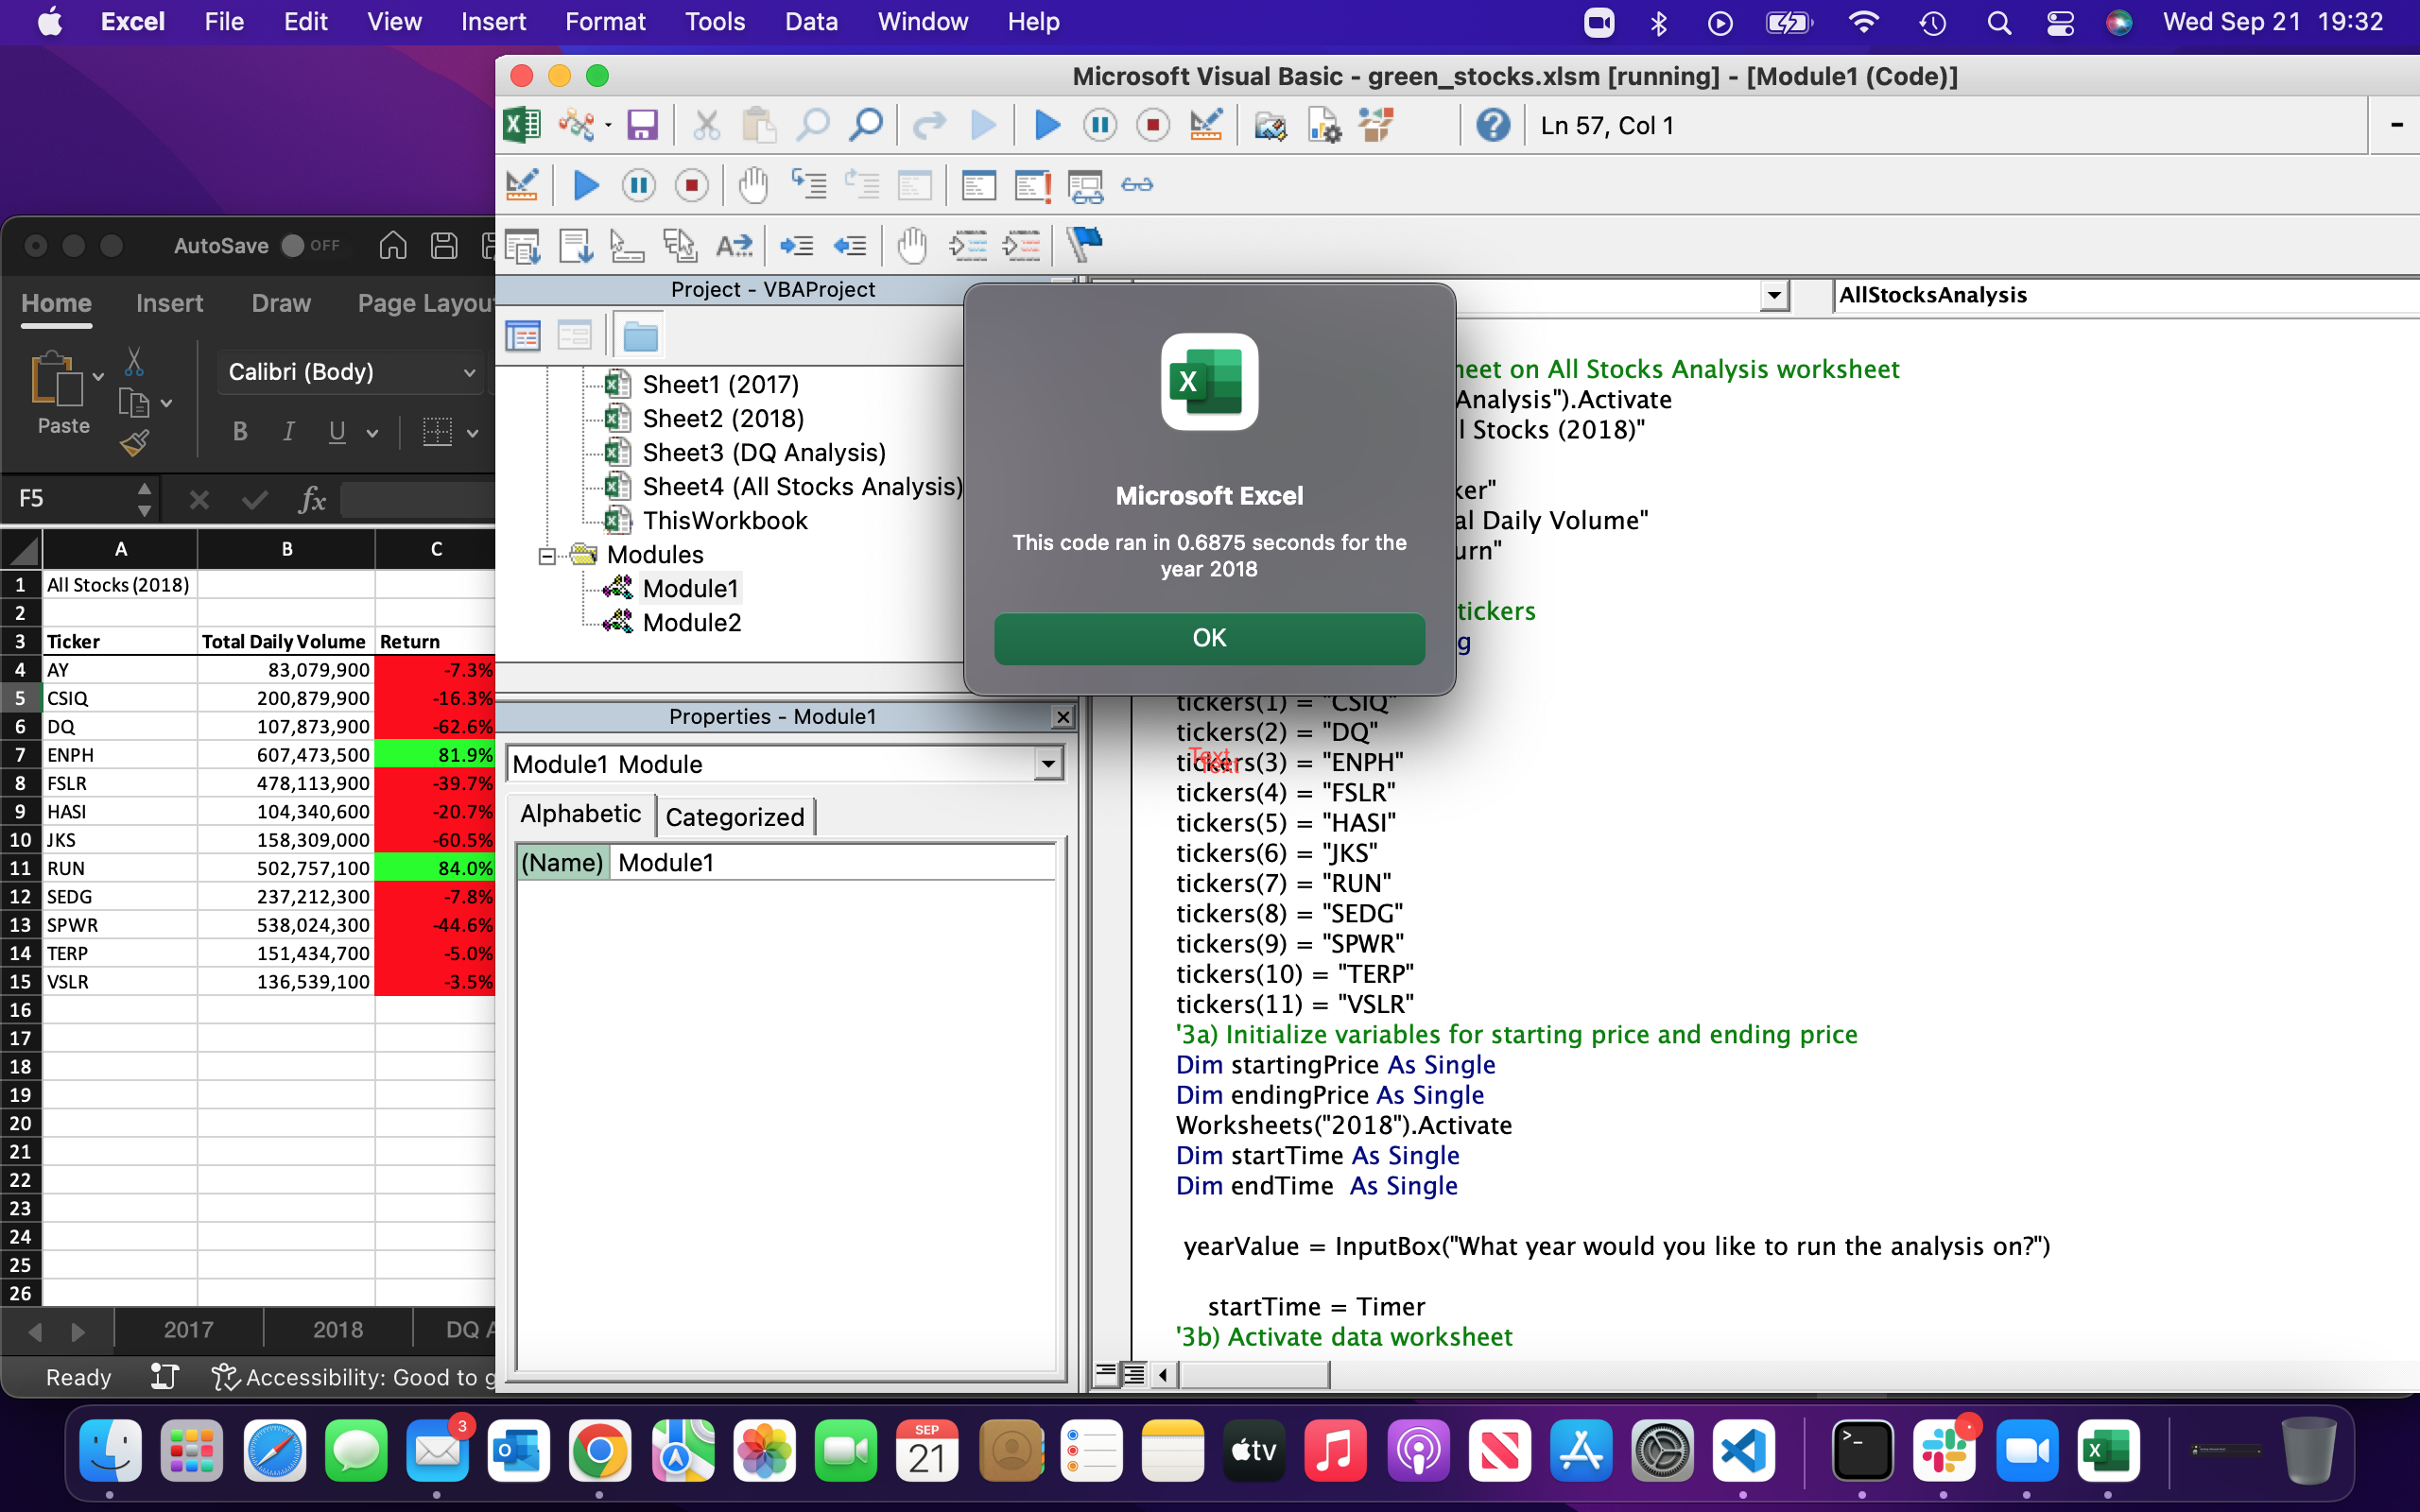 Excel File Edit View Insert Format Tools Data Window Help
Wed Sep 21 19:32
Microsoft Visual Basic - green_stocks.xlsm [running] - [Module1 (Code)]
Ln 57, Col 1
AutoSave OFF
Home Insert Draw Page Layou
Paste
Calibri (Body)
B I U
F5
fx
A B C
1 All Stocks (2018)
2
3 Ticker Total Daily Volume Return
4 AY 83,079,900 -7.3%
5 CSIQ 200,879,900 -16.3%
6 DQ 107,873,900 -62.6%
7 ENPH 607,473,500 81.9%
8 FSLR 478,113,900 -39.7%
9 HASI 104,340,600 -20.7%
10 JKS 158,309,000 -60.5%
11 RUN 502,757,100 84.0%
12 SEDG 237,212,300 -7.8%
13 SPWR 538,024,300 -44.6%
14 TERP 151,434,700 -5.0%
15 VSLR 136,539,100 -3.5%
16
17
18
19
20
21
22
23
24
25
26
2017 2018 DQ A
Ready Accessibility: Good to g
Project - VBAProject
Sheet1 (2017)
Sheet2 (2018)
Sheet3 (DQ Analysis)
Sheet4 (All Stocks Analysis)
ThisWorkbook
Modules
Module1
Module2
Properties - Module1
Module1 Module
Alphabetic Categorized
(Name) Module1
X
Microsoft Excel
This code ran in 0.6875 seconds for the
year 2018
OK
AllStocksAnalysis
heet on All Stocks Analysis worksheet
Analysis").Activate
l Stocks (2018)"
ker"
al Daily Volume"
urn"
tickers
g
tickers(1) = "CSIQ"
tickers(2) = "DQ"
Text
Text
tickers(3) = "ENPH"
tickers(4) = "FSLR"
tickers(5) = "HASI"
tickers(6) = "JKS"
tickers(7) = "RUN"
tickers(8) = "SEDG"
tickers(9) = "SPWR"
tickers(10) = "TERP"
tickers(11) = "VSLR"
'3a) Initialize variables for starting price and ending price
Dim startingPrice As Single
Dim endingPrice As Single
Worksheets("2018").Activate
Dim startTime As Single
Dim endTime As Single
yearValue = InputBox("What year would you like to run the analysis on?")
startTime = Timer
'3b) Activate data worksheet
3
SEP
21
tv